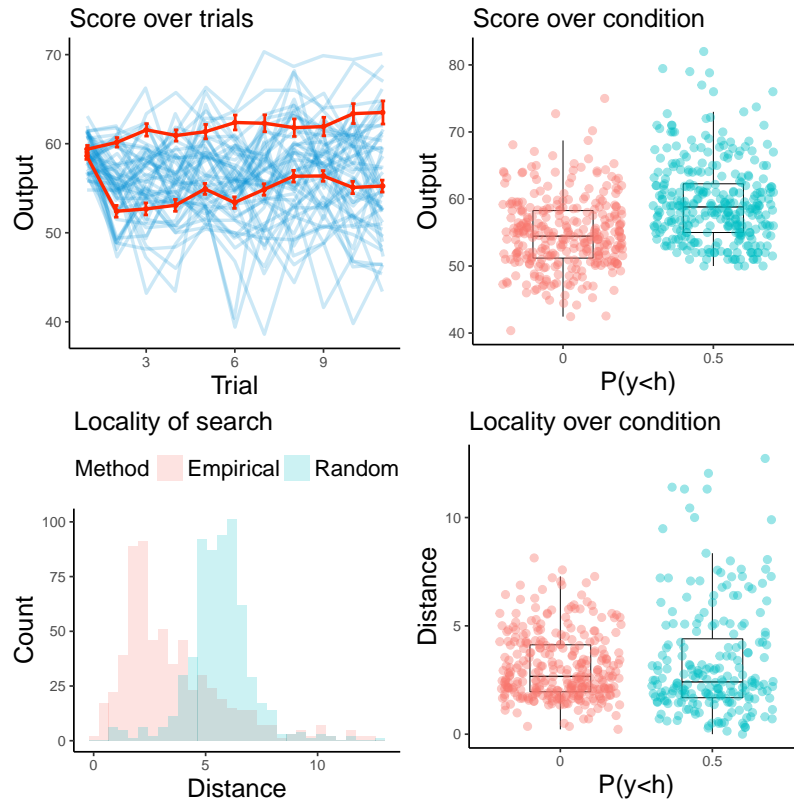 Score over trials
70
60
50
40
Output
3
6
9
Trial
Score over condition
80
70
60
50
40
Output
0
0.5
P(y<h)
Locality of search
Method
Empirical
Random
100
75
50
25
0
Count
0
5
10
Distance
Locality over condition
10
5
0
Distance
0
0.5
P(y<h)